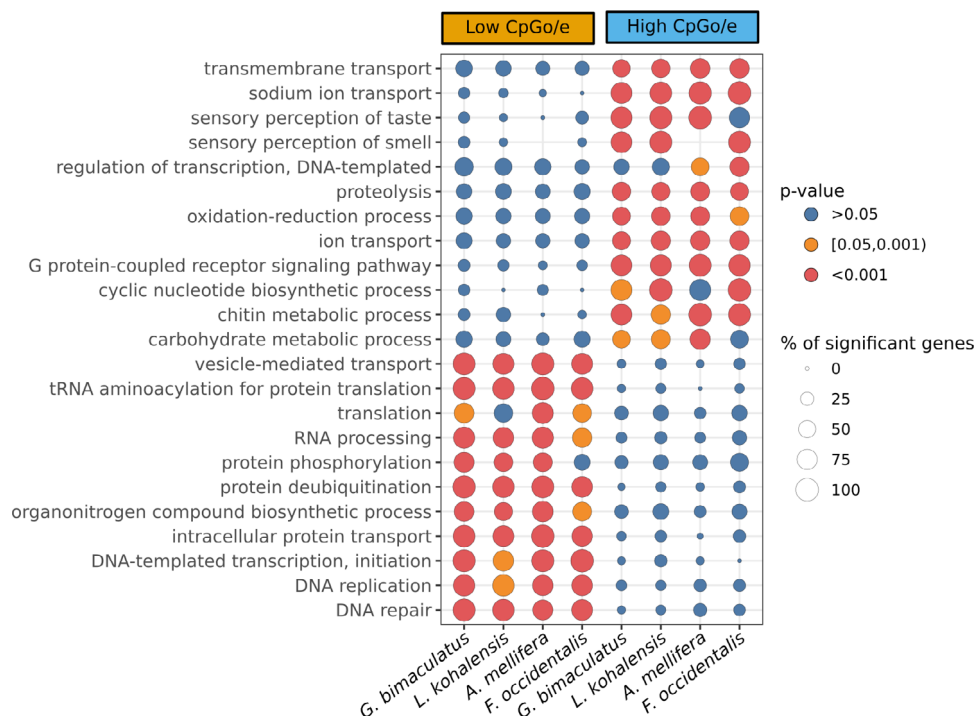 Low CpGo/e
High CpGo/e
transmembrane transport
sodium ion transport
sensory perception of taste
sensory perception of smell
regulation of transcription, DNA-templated
proteolysis
oxidation-reduction process
ion transport
G protein-coupled receptor signaling pathway
cyclic nucleotide biosynthetic process
chitin metabolic process
carbohydrate metabolic process
vesicle-mediated transport
tRNA aminoacylation for protein translation
translation
RNA processing
protein phosphorylation
protein deubiquitination
organonitrogen compound biosynthetic process
intracellular protein transport
DNA-templated transcription, initiation
DNA replication
DNA repair
G. bimaculatus
L. kohalensis
A. mellifera
F. occidentalis
G. bimaculatus
L. kohalensis
A. mellifera
F. occidentalis
p-value
>0.05
[0.05,0.001)
<0.001
% of significant genes
0
25
50
75
100